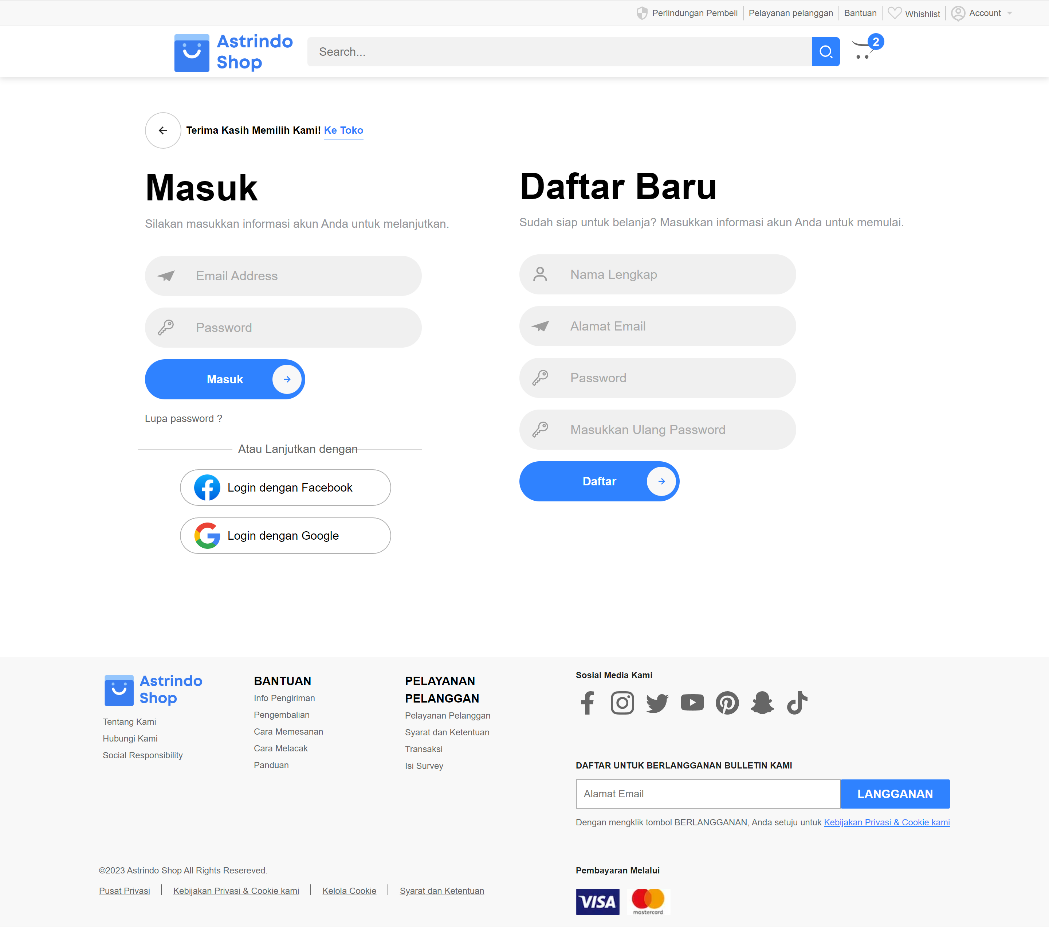 Perlindungan Pembeli
Pelayanan pelanggan
Bantuan
Whishlist
Account
Astrindo
Shop
Search...
2
Terima Kasih Memilih Kami! Ke Toko
Masuk
Silakan masukkan informasi akun Anda untuk melanjutkan.
Email Address
Password
Masuk
Lupa password ?
Atau Lanjutkan dengan
Login dengan Facebook
Login dengan Google
Daftar Baru
Sudah siap untuk belanja? Masukkan informasi akun Anda untuk memulai.
Nama Lengkap
Alamat Email
Password
Masukkan Ulang Password
Daftar
Astrindo
Shop
Tentang Kami
Hubungi Kami
Social Responsibility
BANTUAN
Info Pengiriman
Pengembalian
Cara Memesanan
Cara Melacak
Panduan
PELAYANAN
PELANGGAN
Pelayanan Pelanggan
Syarat dan Ketentuan
Transaksi
Isi Survey
Sosial Media Kami
DAFTAR UNTUK BERLANGGANAN BULLETIN KAMI
Alamat Email
LANGGANAN
Dengan mengklik tombol BERLANGGANAN, Anda setuju untuk Kebijakan Privasi & Cookie kami
©2023 Astrindo Shop All Rights Resereved.
Pusat Privasi
Kebijakan Privasi & Cookie kami
Kelola Cookie
Syarat dan Ketentuan
Pembayaran Melalui
VISA
mastercard